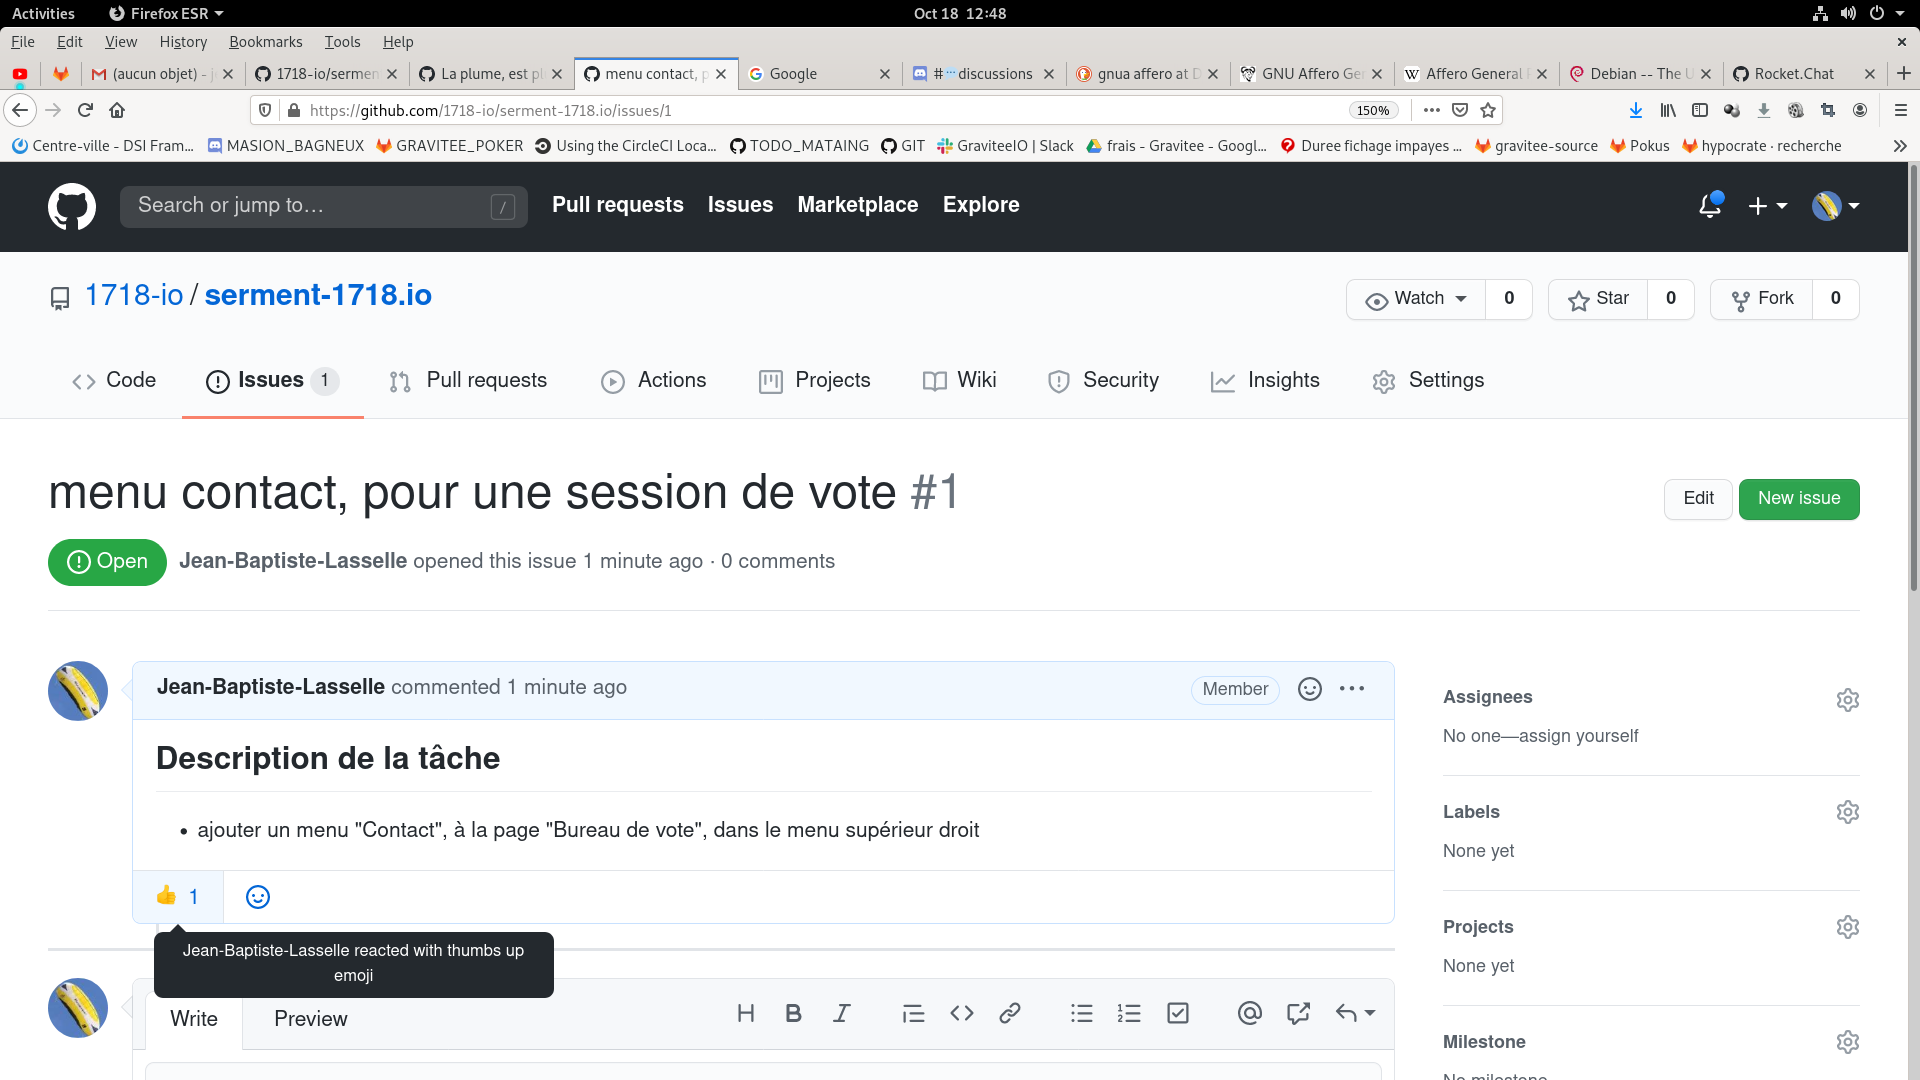 Activities Firefox ESR Oct 18 12:48
File Edit View History Bookmarks Tools Help
(aucun objet) - j 1718-io/sermen La plume, est pl menu contact, p Google # discussions gnua affero at D GNU Affero Ger Affero General Debian -- The U Rocket.Chat
https://github.com/1718-io/serment-1718.io/issues/1 150%
Centre-ville - DSI Fram... MASION_BAGNEUX GRAVITEE_POKER Using the CircleCI Loca... TODO_MATAING GIT GraviteeIO | Slack frais - Gravitee - Googl... Duree fichage impayes ... gravitee-source Pokus hypocrate · recherche
Search or jump to… / Pull requests Issues Marketplace Explore
1718-io / serment-1718.io Watch 0 Star 0 Fork 0
Code Issues 1 Pull requests Actions Projects Wiki Security Insights Settings
menu contact, pour une session de vote #1 Edit New issue
Open Jean-Baptiste-Lasselle opened this issue 1 minute ago · 0 comments
Jean-Baptiste-Lasselle commented 1 minute ago Member
Description de la tâche
• ajouter un menu "Contact", à la page "Bureau de vote", dans le menu supérieur droit
👍 1
Jean-Baptiste-Lasselle reacted with thumbs up
emoji
Write Preview
Assignees
No one—assign yourself
Labels
None yet
Projects
None yet
Milestone
No milestone